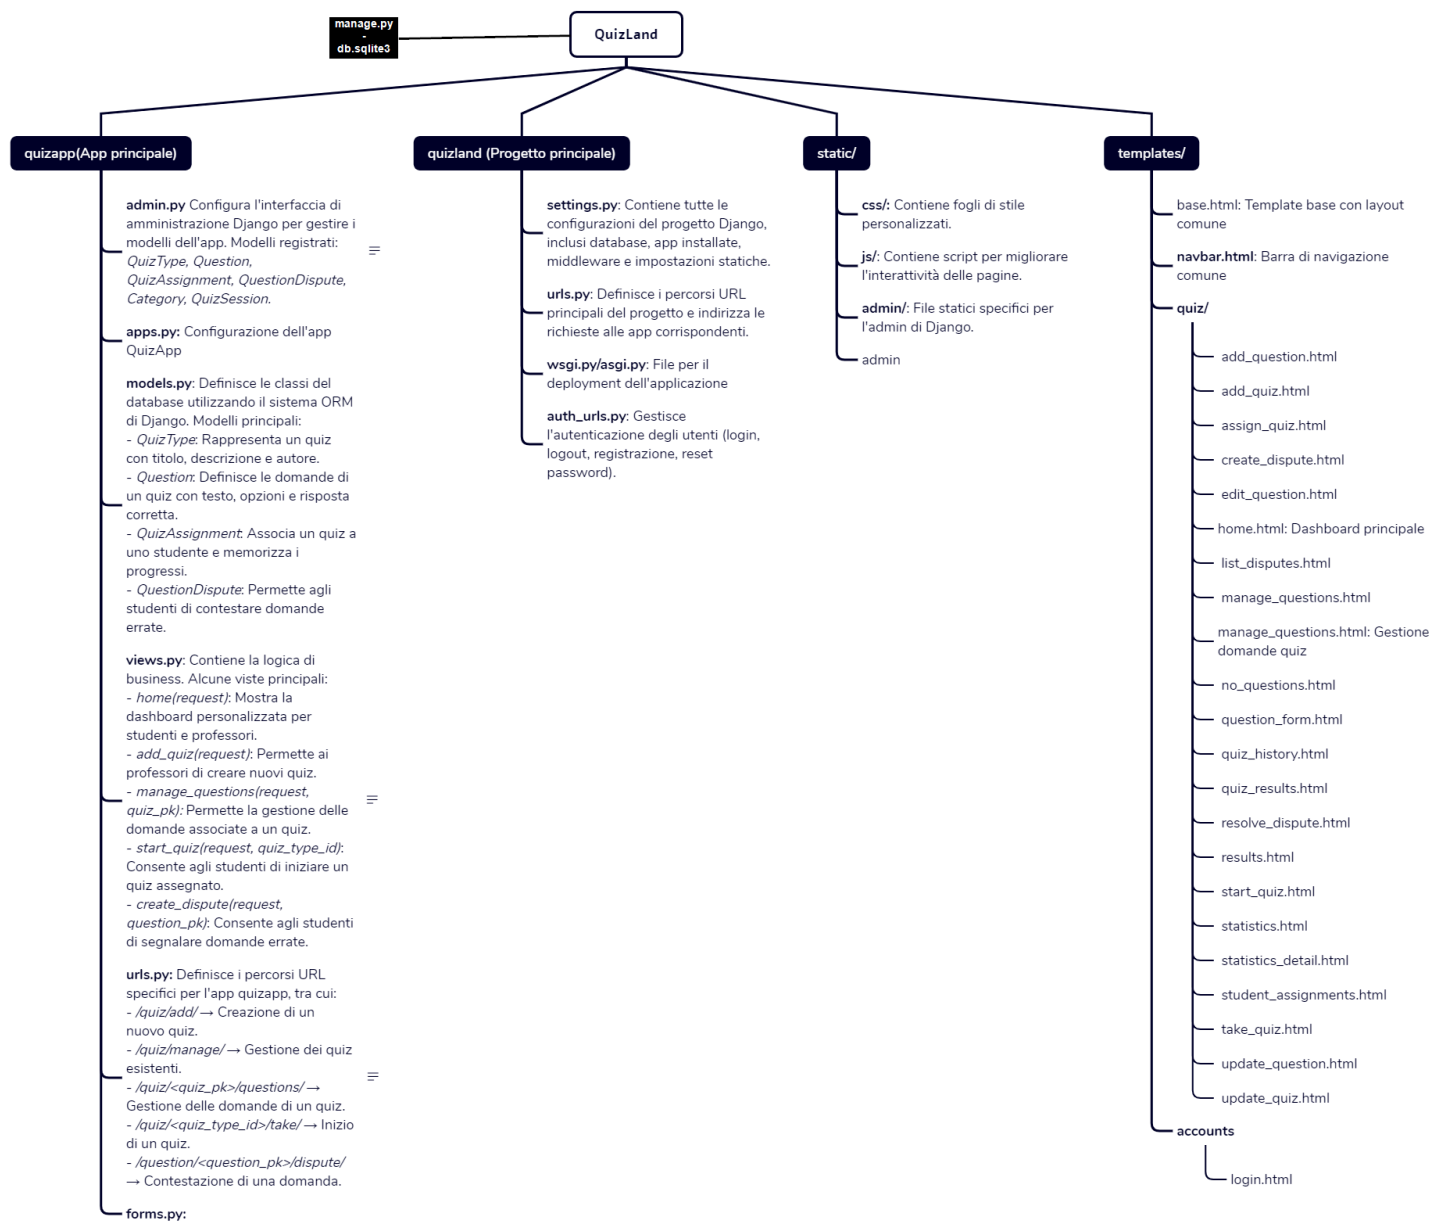 manage.py
-
db.sqlite3
QuizLand
quizapp(App principale)
admin.py Configura l'interfaccia di
amministrazione Django per gestire i
modelli dell'app. Modelli registrati:
QuizType, Question,
QuizAssignment, QuestionDispute,
Category, QuizSession.
apps.py: Configurazione dell'app
QuizApp
models.py: Definisce le classi del
database utilizzando il sistema ORM
di Django. Modelli principali:
- QuizType: Rappresenta un quiz
con titolo, descrizione e autore.
- Question: Definisce le domande di
un quiz con testo, opzioni e risposta
corretta.
- QuizAssignment: Associa un quiz a
uno studente e memorizza i
progressi.
- QuestionDispute: Permette agli
studenti di contestare domande
errate.
views.py: Contiene la logica di
business. Alcune viste principali:
- home(request): Mostra la
dashboard personalizzata per
studenti e professori.
- add_quiz(request): Permette ai
professori di creare nuovi quiz.
- manage_questions(request,
quiz_pk): Permette la gestione delle
domande associate a un quiz.
- start_quiz(request, quiz_type_id):
Consente agli studenti di iniziare un
quiz assegnato.
- create_dispute(request,
question_pk): Consente agli studenti
di segnalare domande errate.
urls.py: Definisce i percorsi URL
specifici per l'app quizapp, tra cui:
- /quiz/add/ → Creazione di un
nuovo quiz.
- /quiz/manage/ → Gestione dei quiz
esistenti.
- /quiz/<quiz_pk>/questions/ →
Gestione delle domande di un quiz.
- /quiz/<quiz_type_id>/take/ → Inizio
di un quiz.
- /question/<question_pk>/dispute/
→ Contestazione di una domanda.
forms.py:
quizland (Progetto principale)
settings.py: Contiene tutte le
configurazioni del progetto Django,
inclusi database, app installate,
middleware e impostazioni statiche.
urls.py: Definisce i percorsi URL
principali del progetto e indirizza le
richieste alle app corrispondenti.
wsgi.py/asgi.py: File per il
deployment dell'applicazione
auth_urls.py: Gestisce
l'autenticazione degli utenti (login,
logout, registrazione, reset
password).
static/
css/: Contiene fogli di stile
personalizzati.
js/: Contiene script per migliorare
l'interattività delle pagine.
admin/: File statici specifici per
l'admin di Django.
admin
templates/
base.html: Template base con layout
comune
navbar.html: Barra di navigazione
comune
quiz/
add_question.html
add_quiz.html
assign_quiz.html
create_dispute.html
edit_question.html
home.html: Dashboard principale
list_disputes.html
manage_questions.html
manage_questions.html: Gestione
domande quiz
no_questions.html
question_form.html
quiz_history.html
quiz_results.html
resolve_dispute.html
results.html
start_quiz.html
statistics.html
statistics_detail.html
student_assignments.html
take_quiz.html
update_question.html
update_quiz.html
accounts
login.html